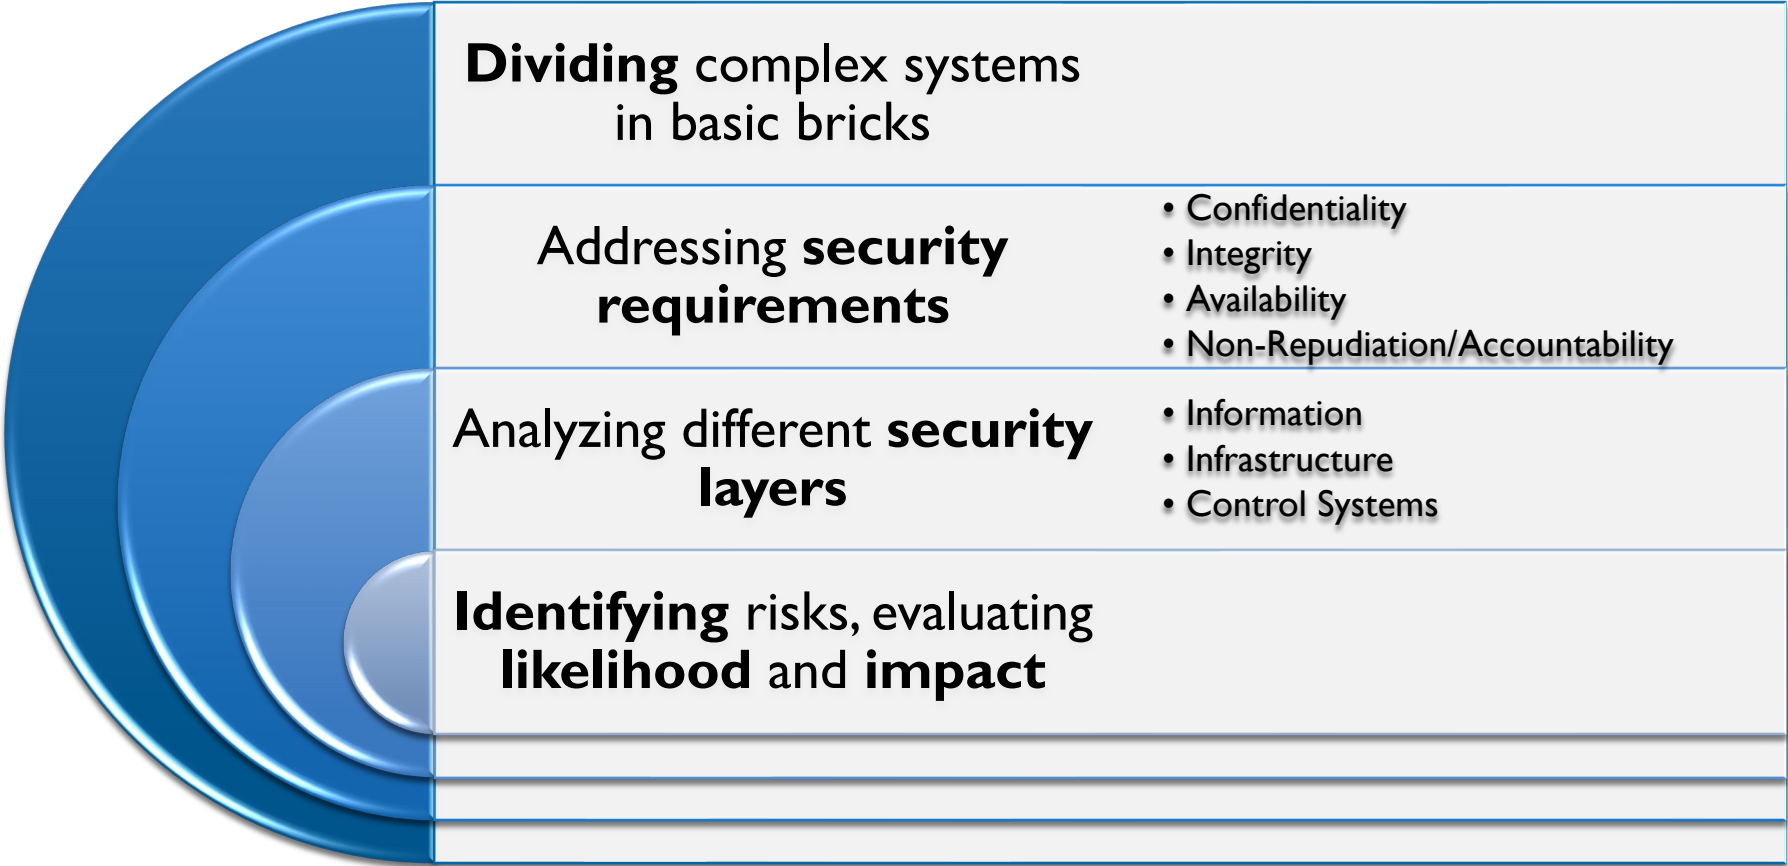 Dividing complex systems
in basic bricks
Addressing security
requirements
• Confidentiality
• Integrity
• Availability
• Non-Repudiation/Accountability
Analyzing different security
layers
• Information
• Infrastructure
• Control Systems
Identifying risks, evaluating
likelihood and impact